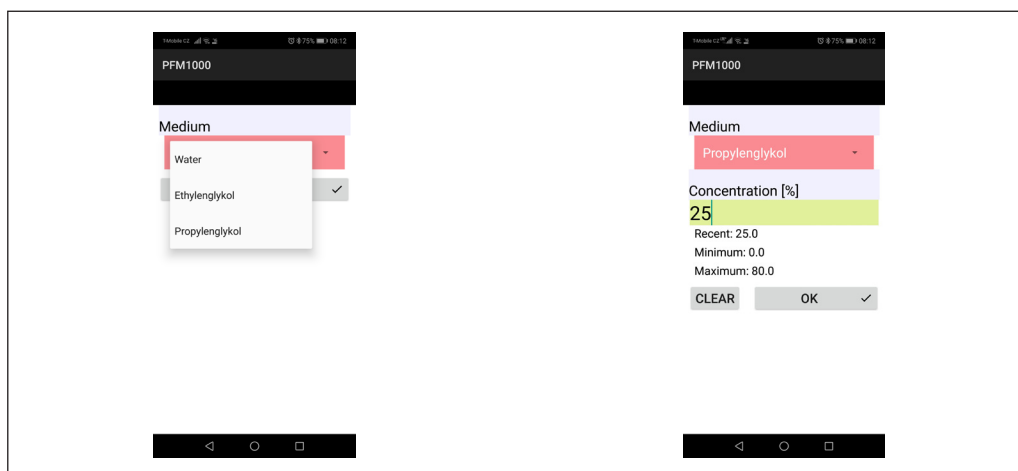 T-Mobile CZ 75% 08:12
PFM1000
Medium
Water
Ethylenglykol
Propylenglykol
T-Mobile CZ 75% 08:12
PFM1000
Medium
Propylenglykol
Concentration [%]
25
Recent: 25.0
Minimum: 0.0
Maximum: 80.0
CLEAR OK